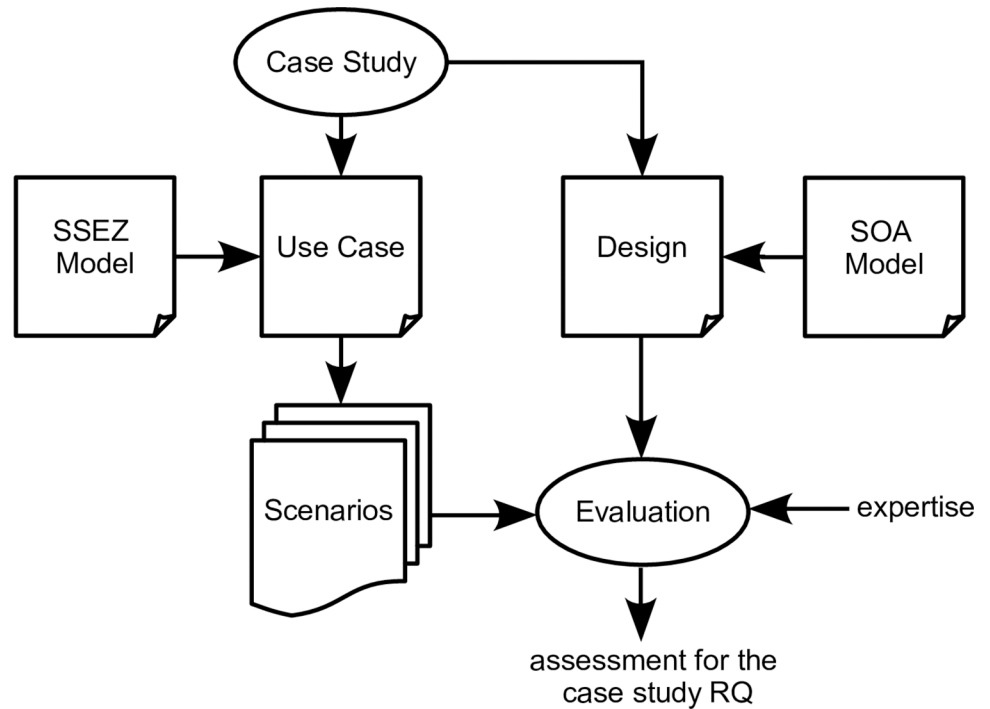 Case Study
SSEZ
Model
Use Case
Design
SOA
Model
Scenarios
Evaluation
expertise
assessment for the
case study RQ